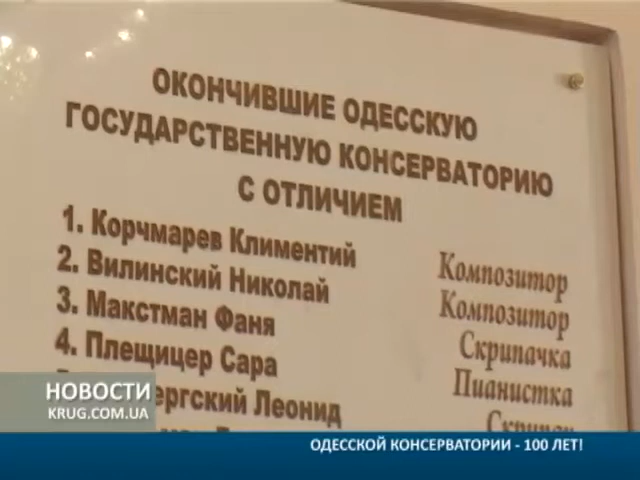 ОКОНЧИВШИЕ ОДЕССКУЮ
ГОСУДАРСТВЕННУЮ КОНСЕРВАТОРИЮ
С ОТЛИЧИЕМ
1. Корчмарев Климентий Композитор
2. Вилинский Николай Композитор
3. Макстман Фаня Скрипачка
4. Плещицер Сара Пианистка
Леонид
НОВОСТИ
KRUG.COM.UA
ОДЕССКОЙ КОНСЕРВАТОРИИ - 100 ЛЕТ!